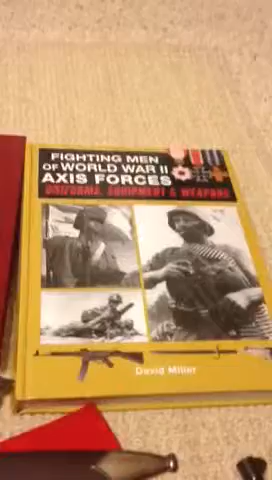 FIGHTING MEN
OF WORLD WAR II
AXIS FORCES
UNIFORMS, EQUIPMENT & WEAPONS
David Miller